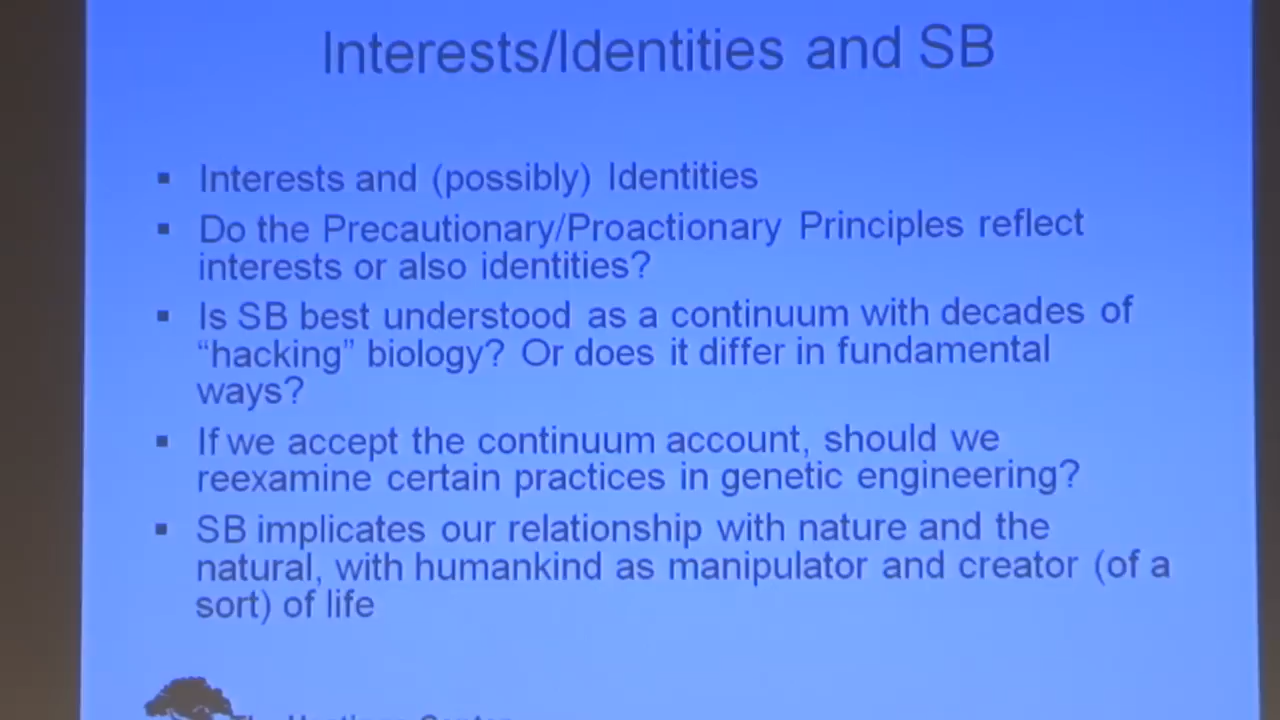 Interests/Identities and SB
▪ Interests and (possibly) Identities
▪ Do the Precautionary/Proactionary Principles reflect
interests or also identities?
▪ Is SB best understood as a continuum with decades of
“hacking” biology? Or does it differ in fundamental
ways?
▪ If we accept the continuum account, should we
reexamine certain practices in genetic engineering?
▪ SB implicates our relationship with nature and the
natural, with humankind as manipulator and creator (of a
sort) of life